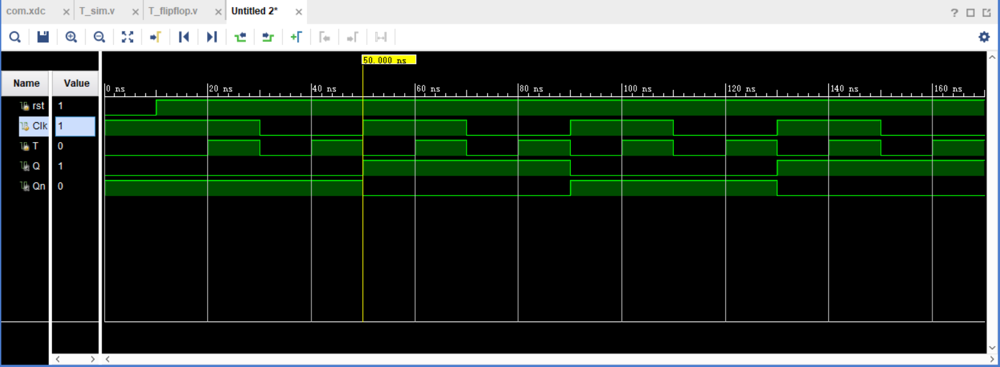 com.xdc × T_sim.v × T_flipflop.v × Untitled 2* ×
50.000 ns
Name Value
0 ns 20 ns 40 ns 60 ns 80 ns 100 ns 120 ns 140 ns 160 ns
rst 1
Clk 1
T 0
Q 1
Qn 0